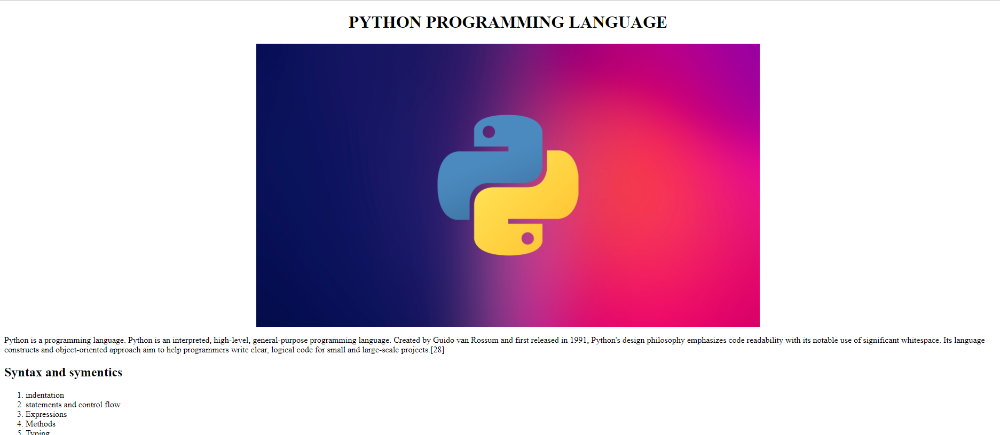 PYTHON PROGRAMMING LANGUAGE
Python is a programming language. Python is an interpreted, high-level, general-purpose programming language. Created by Guido van Rossum and first released in 1991, Python's design philosophy emphasizes code readability with its notable use of significant whitespace. Its language
constructs and object-oriented approach aim to help programmers write clear, logical code for small and large-scale projects.[28]
Syntax and symentics
1. indentation
2. statements and control flow
3. Expressions
4. Methods
5. Typing